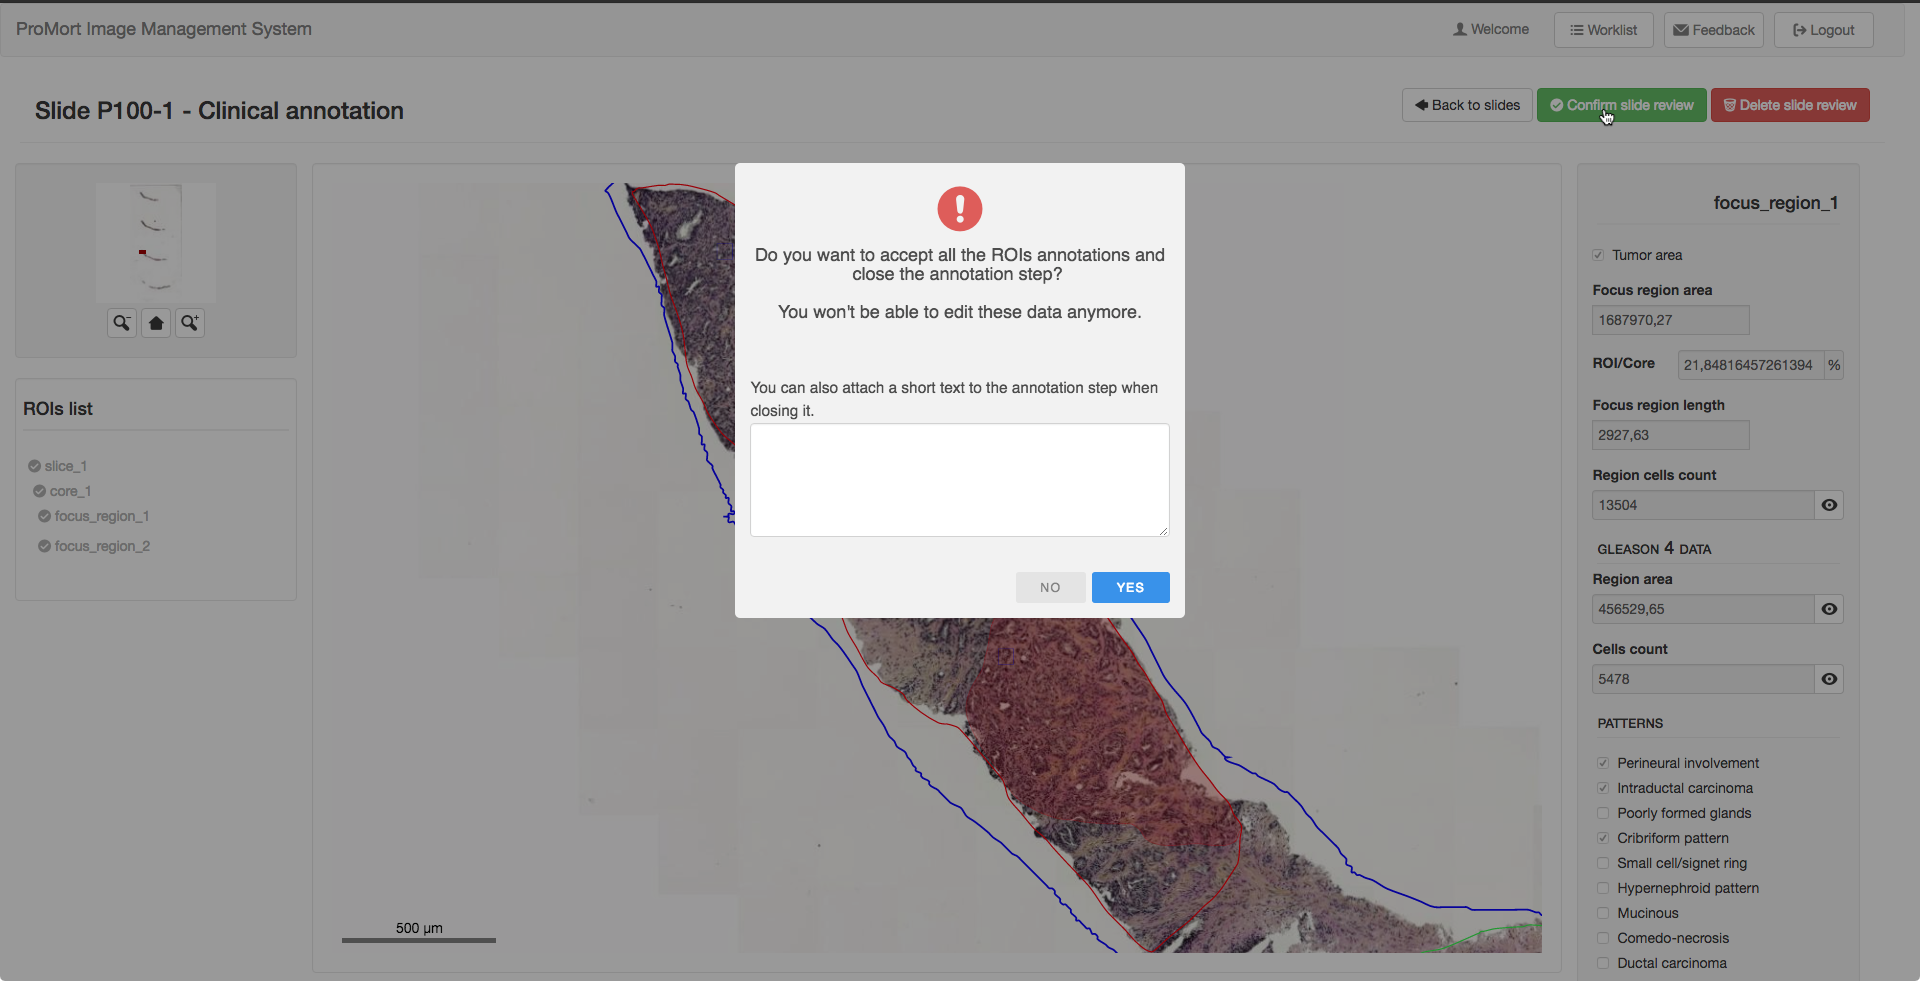 ProMort Image Management System
Welcome
Worklist
Feedback
Logout
Slide P100-1 - Clinical annotation
Back to slides
Confirm slide review
Delete slide review
ROIs list
slice_1
core_1
focus_region_1
focus_region_2
500 µm
Do you want to accept all the ROIs annotations and
close the annotation step?
You won't be able to edit these data anymore.
You can also attach a short text to the annotation step when
closing it.
NO
YES
focus_region_1
Tumor area
Focus region area
1687970,27
ROI/Core
21,84816457261394
%
Focus region length
2927,63
Region cells count
13504
GLEASON 4 DATA
Region area
456529,65
Cells count
5478
PATTERNS
Perineural involvement
Intraductal carcinoma
Poorly formed glands
Cribriform pattern
Small cell/signet ring
Hypernephroid pattern
Mucinous
Comedo-necrosis
Ductal carcinoma